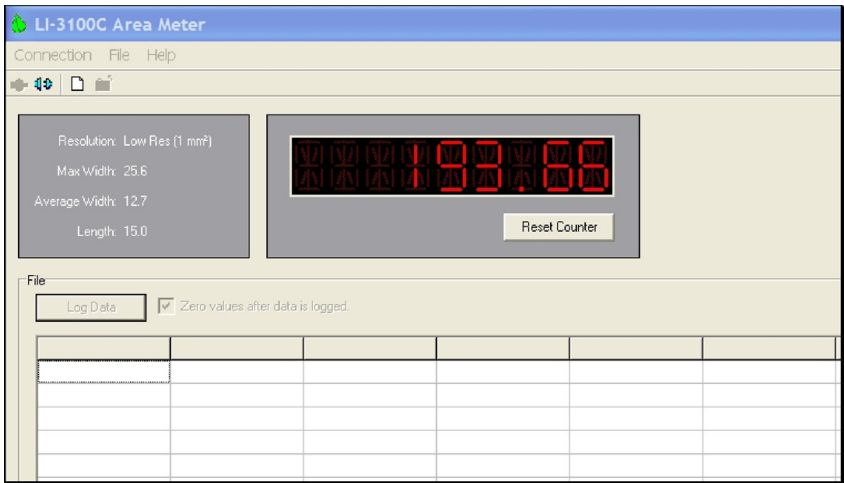 LI-3100C Area Meter
Connection File Help
Resolution: Low Res (1 mm²)
Max Width: 25.6
Average Width: 12.7
Length: 15.0
193.66
Reset Counter
File
Log Data
Zero values after data is logged.